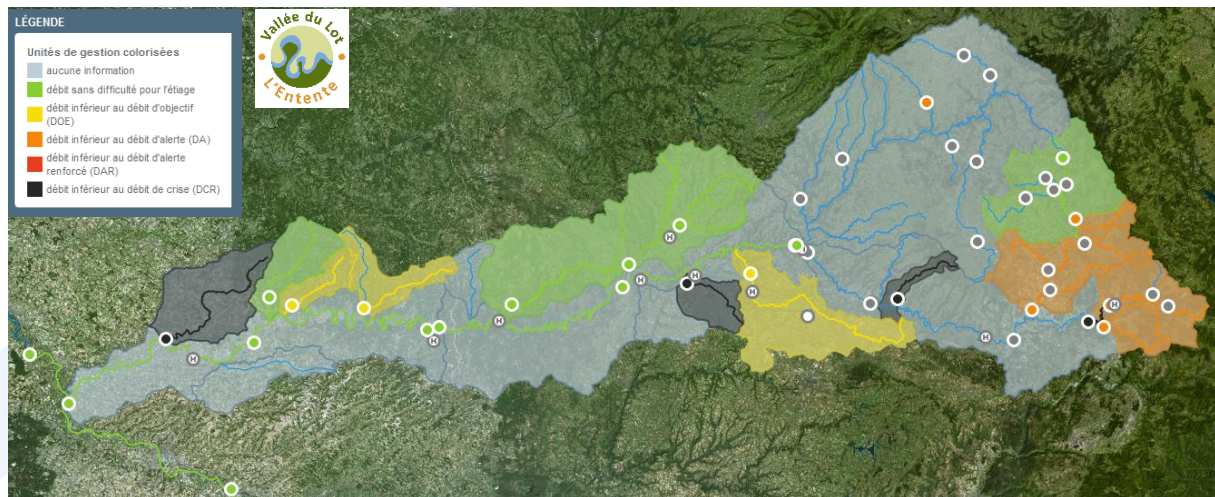 LÉGENDE
Unités de gestion colorisées
aucune information
débit sans difficulté pour l'étiage
débit inférieur au débit d'objectif
(DOE)
débit inférieur au débit d'alerte (DA)
débit inférieur au débit d'alerte
renforcé (DAR)
débit inférieur au débit de crise (DCR)
Vallée du Lot
L'Entente
H
H
H
H
H
H
H
H
H